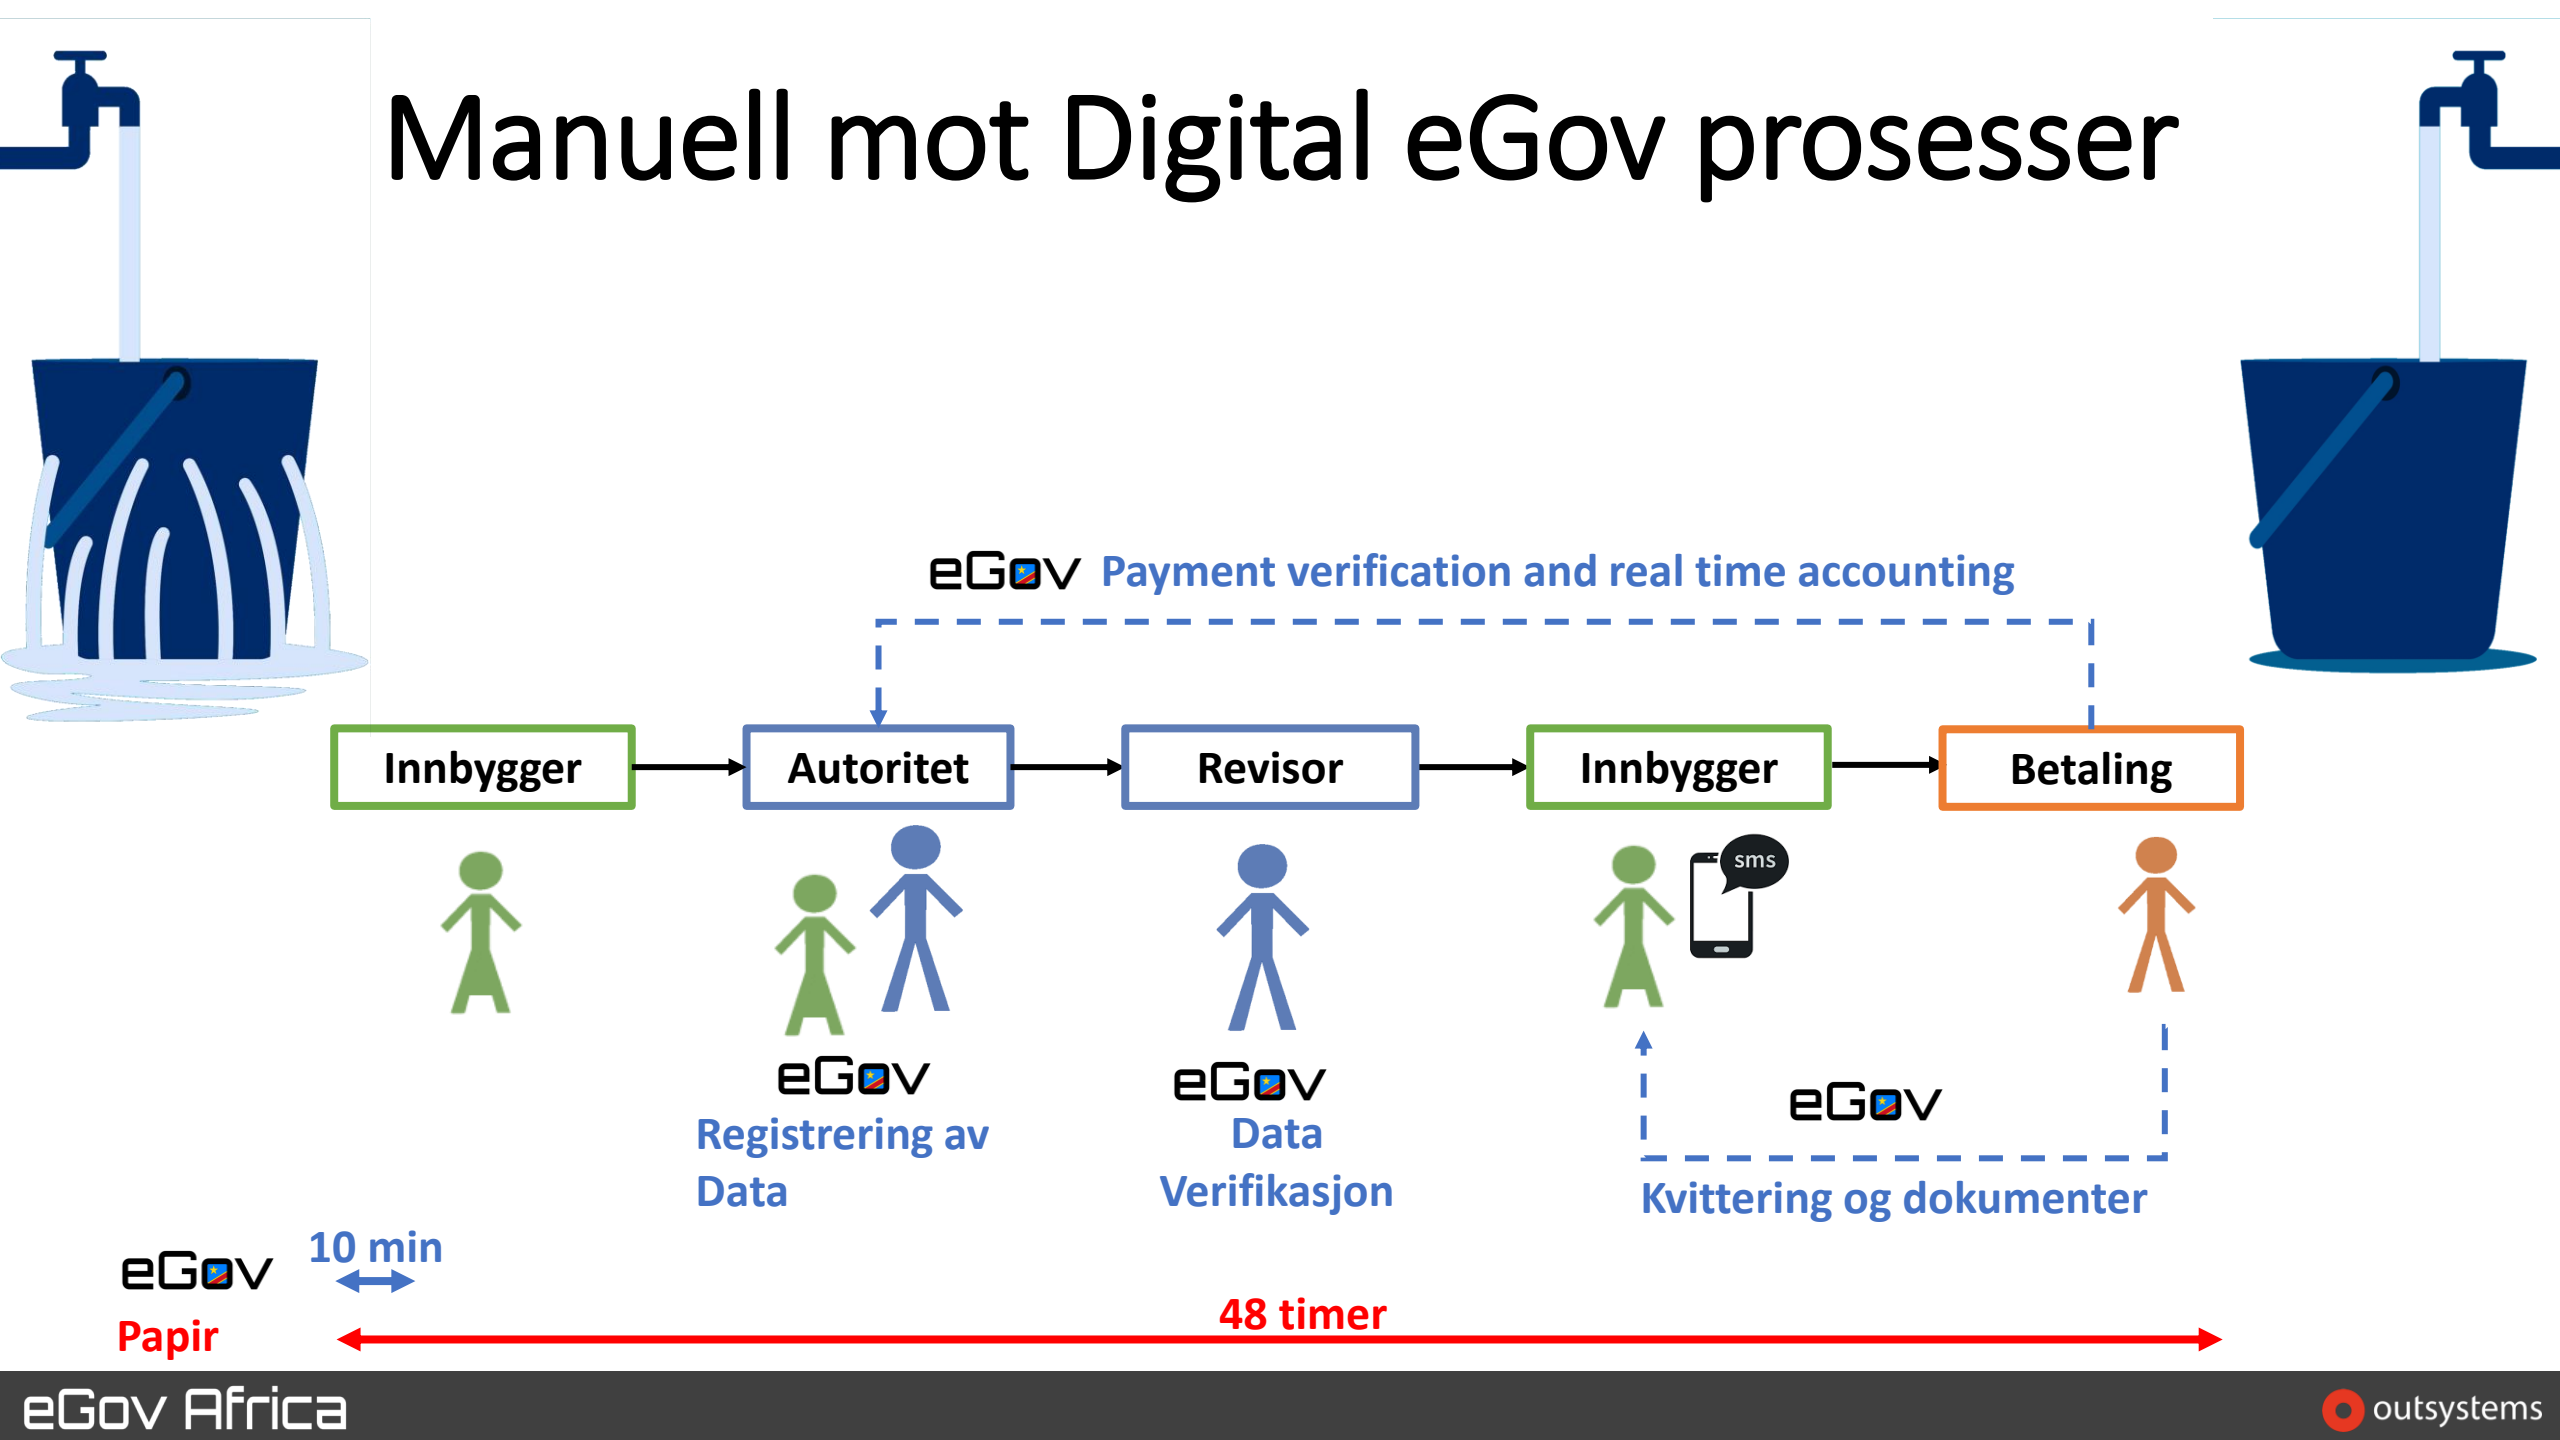 Manuell mot Digital eGov prosesser
eGov Payment verification and real time accounting
Innbygger
Autoritet
Revisor
Innbygger
Betaling
sms
eGov
Registrering av
Data
eGov
Data
Verifikasjon
eGov
Kvittering og dokumenter
eGov
10 min
Papir
48 timer
eGov Africa
outsystems